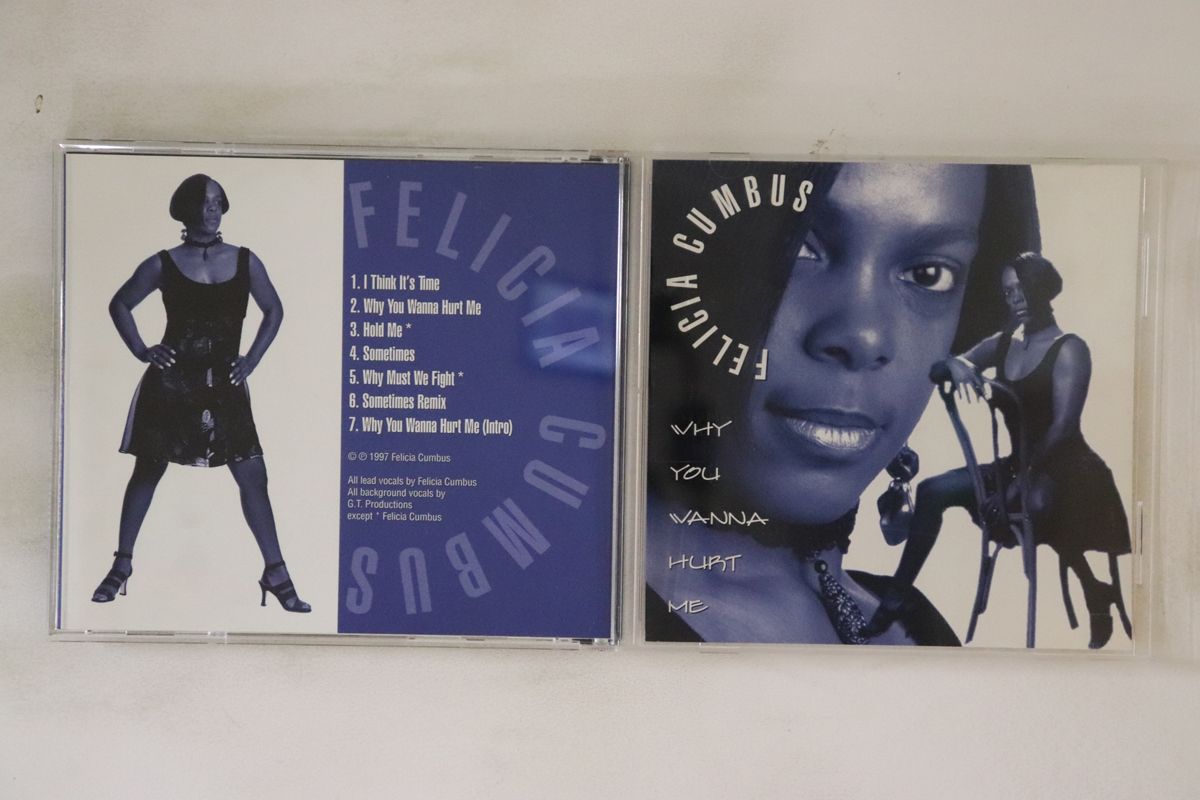 FELICIA CUMBUS
1. I Think It's Time
2. Why You Wanna Hurt Me
3. Hold Me *
4. Sometimes
5. Why Must We Fight *
6. Sometimes Remix
7. Why You Wanna Hurt Me (Intro)
© ℗ 1997 Felicia Cumbus
All lead vocals by Felicia Cumbus
All background vocals by
G.T. Productions
except * Felicia Cumbus
FELICIA CUMBUS
WHY
YOU
WANNA
HURT
ME